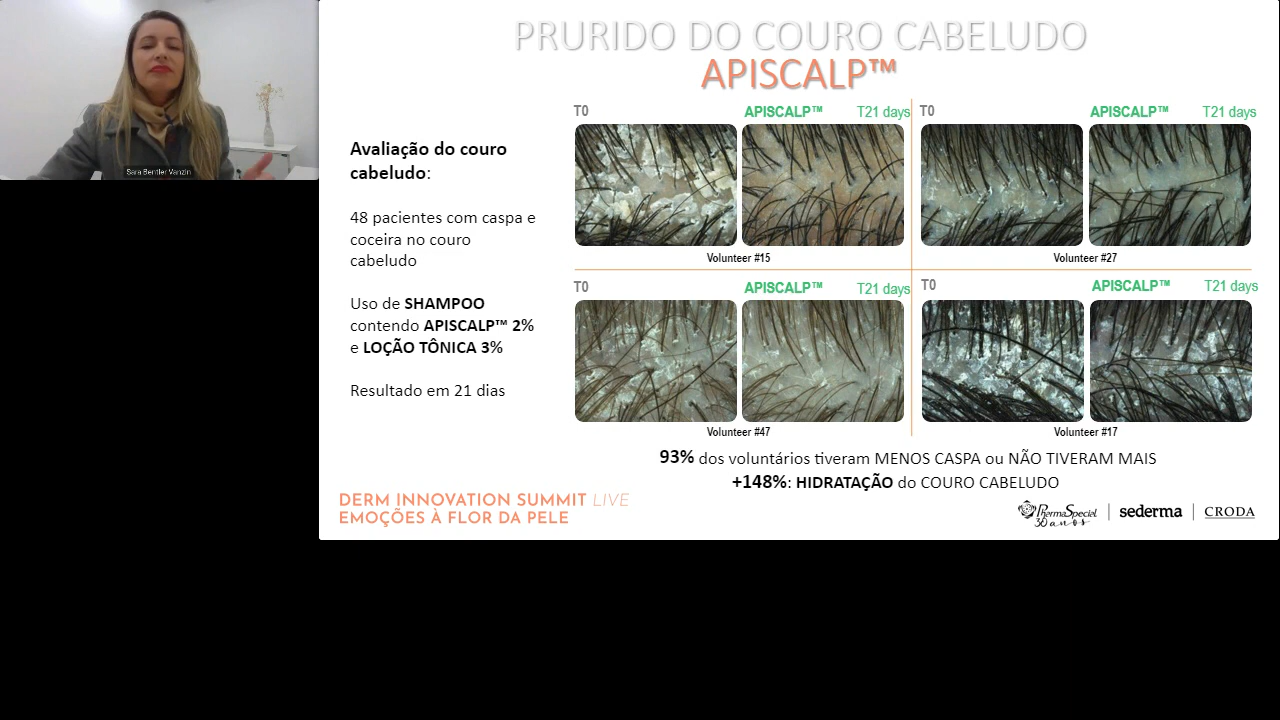 PRURIDO DO COURO CABELUDO
APISCALP™
Sara Bentler Vanzin
Avaliação do couro
cabeludo:
48 pacientes com caspa e
coceira no couro
cabeludo
Uso de SHAMPOO
contendo APISCALP™ 2%
e LOÇÃO TÔNICA 3%
Resultado em 21 dias
T0 APISCALP™ T21 days
Volunteer #15
T0 APISCALP™ T21 days
Volunteer #27
T0 APISCALP™ T21 days
Volunteer #47
T0 APISCALP™ T21 days
Volunteer #17
93% dos voluntários tiveram MENOS CASPA ou NÃO TIVERAM MAIS
+148%: HIDRATAÇÃO do COURO CABELUDO
DERM INNOVATION SUMMIT LIVE
EMOÇÕES À FLOR DA PELE
PharmaSpecial
30 anos
sederma
CRODA